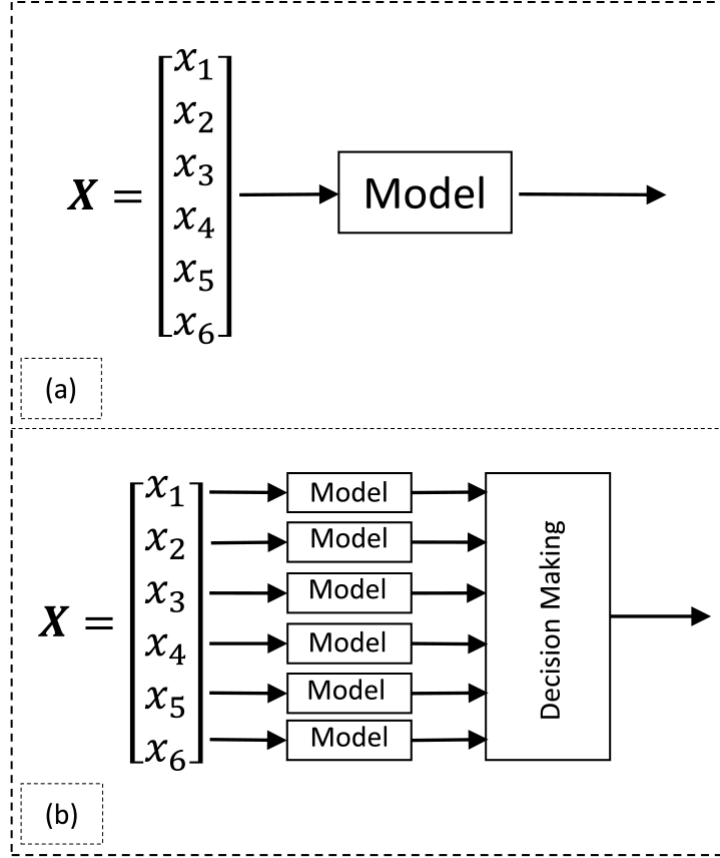 x₁
x₂
x₃
X = x₄
x₅
x₆
Model
(a)
x₁ Model
x₂ Model
x₃ Model
X = x₄ Model
x₅ Model
x₆ Model
Decision Making
(b)